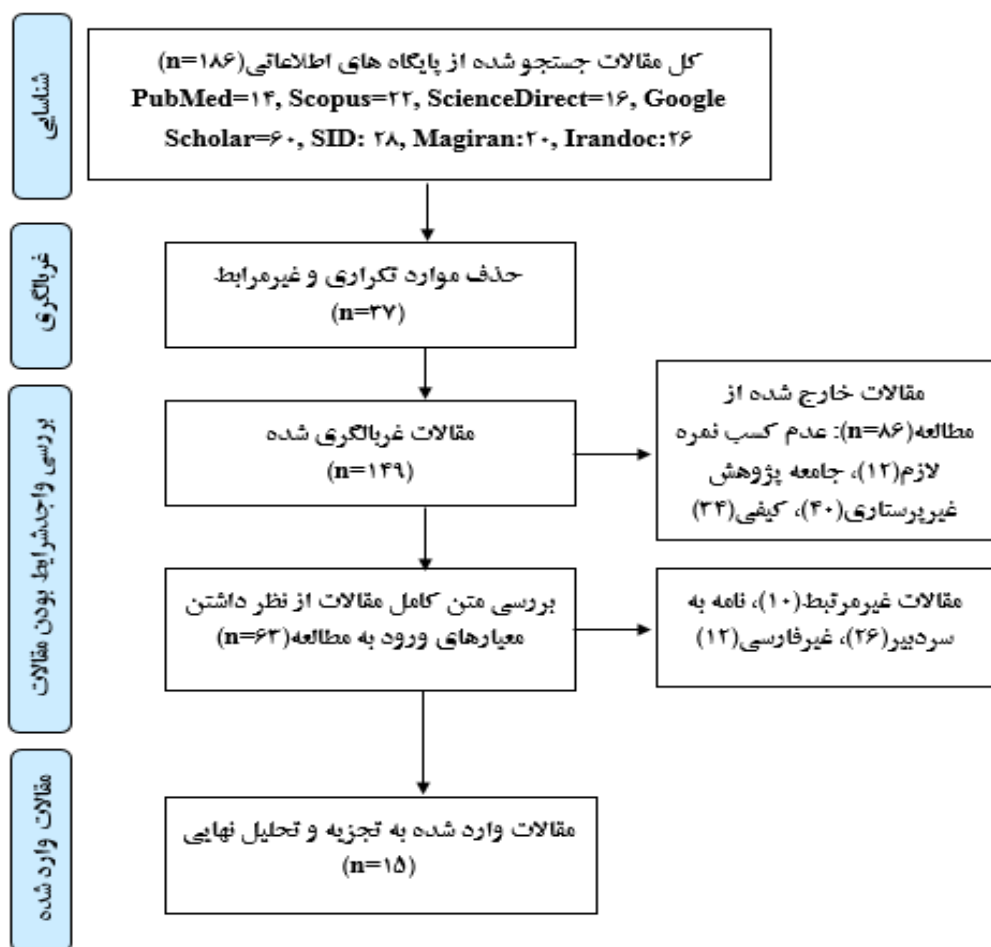 شناسایی
کل مقالات جستجو شده از پایگاه های اطلاعاتی(n=۱۸۶)
PubMed=۱۴, Scopus=۲۲, ScienceDirect=۱۶, Google
Scholar=۶۰, SID: ۲۸, Magiran:۲۰, Irandoc:۲۶
غربالگری
حذف موارد تکراری و غیرمرابط
(n=۳۷)
بررسی واجدشرایط بودن مقالات
مقالات غربالگری شده
(n=۱۴۹)
مقالات خارج شده از
مطالعه(n=۸۶): عدم کسب نمره
لازم(۱۲)، جامعه پژوهش
غیرپرستاری(۴۰)، کیفی(۳۴)
بررسی متن کامل مقالات از نظر داشتن
معیارهای ورود به مطالعه(n=۶۳)
مقالات غیرمرتبط(۱۰)، نامه به
سردبیر(۲۶)، غیرفارسی(۱۲)
مقالات وارد شده
مقالات وارد شده به تجزیه و تحلیل نهایی
(n=۱۵)